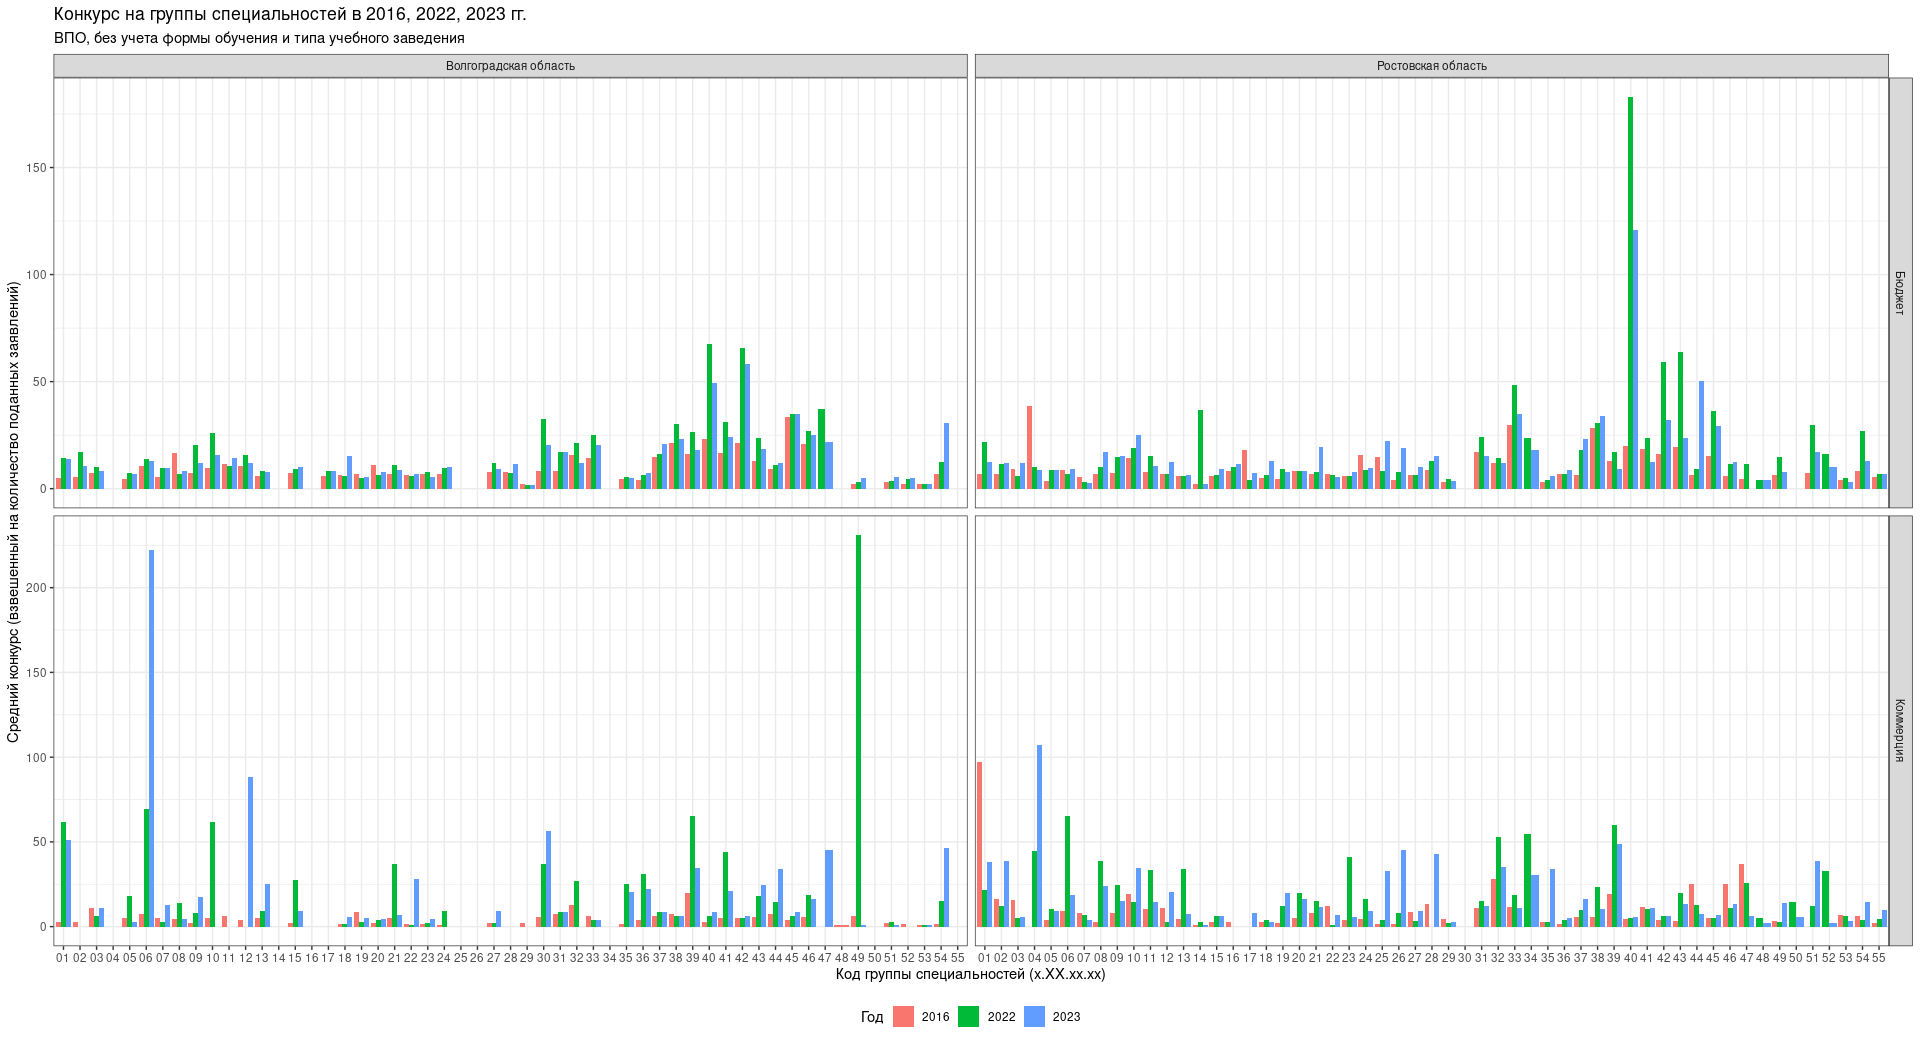 Конкурс на группы специальностей в 2016, 2022, 2023 гг.
ВПО, без учета формы обучения и типа учебного заведения
Волгоградская область
Ростовская область
Средний конкурс (взвешенный на количество поданных заявлений)
150
100
50
0
Бюджет
200
150
100
50
0
Коммерция
01 02 03 04 05 06 07 08 09 10 11 12 13 14 15 16 17 18 19 20 21 22 23 24 25 26 27 28 29 30 31 32 33 34 35 36 37 38 39 40 41 42 43 44 45 46 47 48 49 50 51 52 53 54 55
01 02 03 04 05 06 07 08 09 10 11 12 13 14 15 16 17 18 19 20 21 22 23 24 25 26 27 28 29 30 31 32 33 34 35 36 37 38 39 40 41 42 43 44 45 46 47 48 49 50 51 52 53 54 55
Код группы специальностей (x.XX.xx.xx)
Год 2016 2022 2023